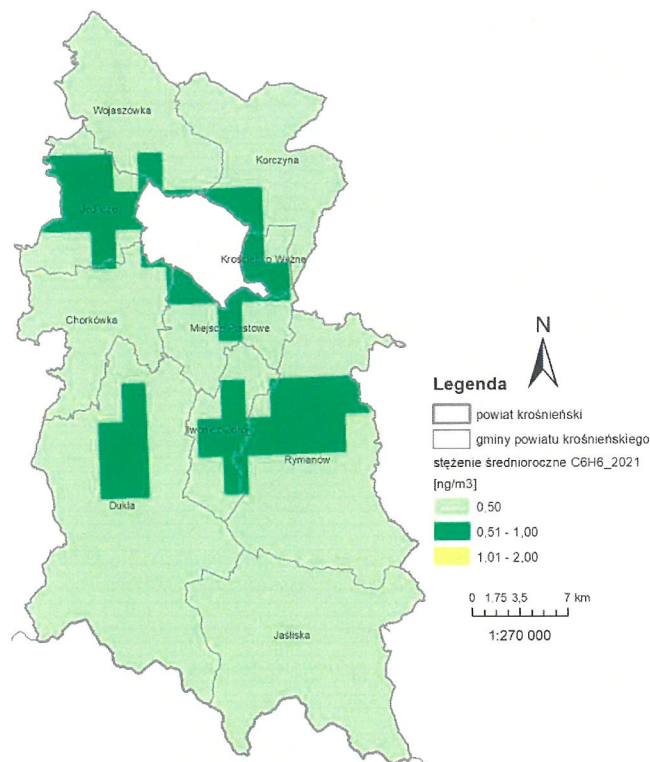 Wojaszówka
Korczyna
Jedlicze
Krościenko Wyżne
Chorkówka
Miejsce Piastowe
Iwonicz-Zdrój
Rymanów
Dukla
Jaśliska
N
Legenda
powiat krośnieński
gminy powiatu krośnieńskiego
stężenie średnioroczne C6H6_2021
[ng/m3]
0,50
0,51 - 1,00
1,01 - 2,00
0 1,75 3,5 7 km
1:270 000